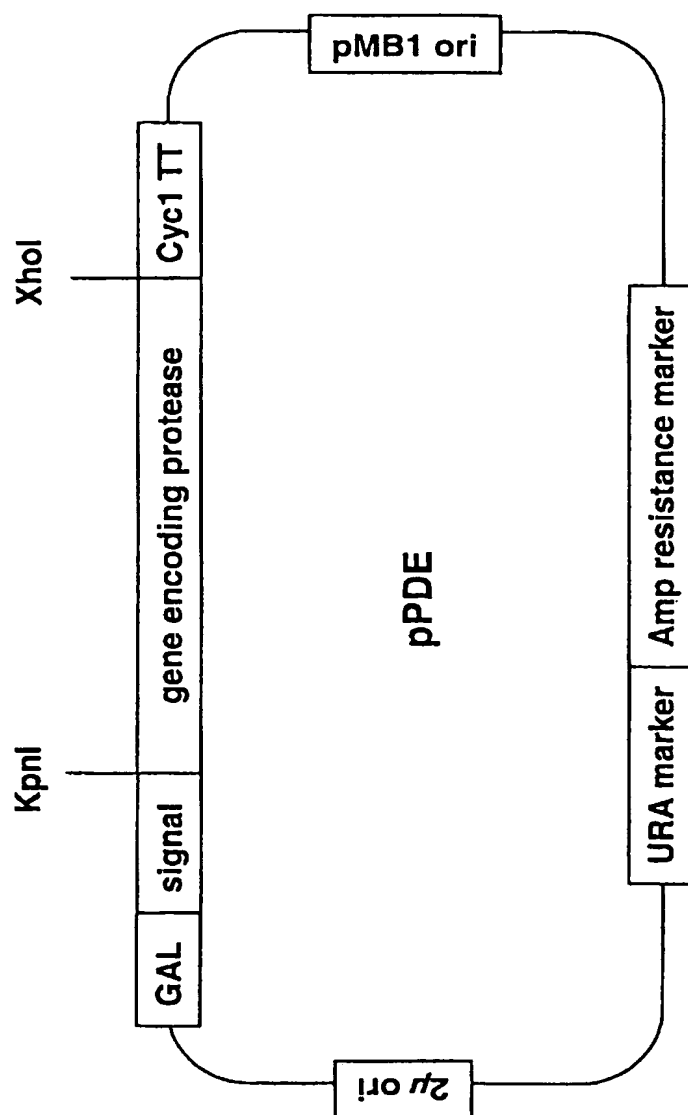 KpnI
XhoI
GAL
signal
gene encoding protease
Cyc1 TT
pMB1 ori
pPDE
2μ ori
URA marker
Amp resistance marker